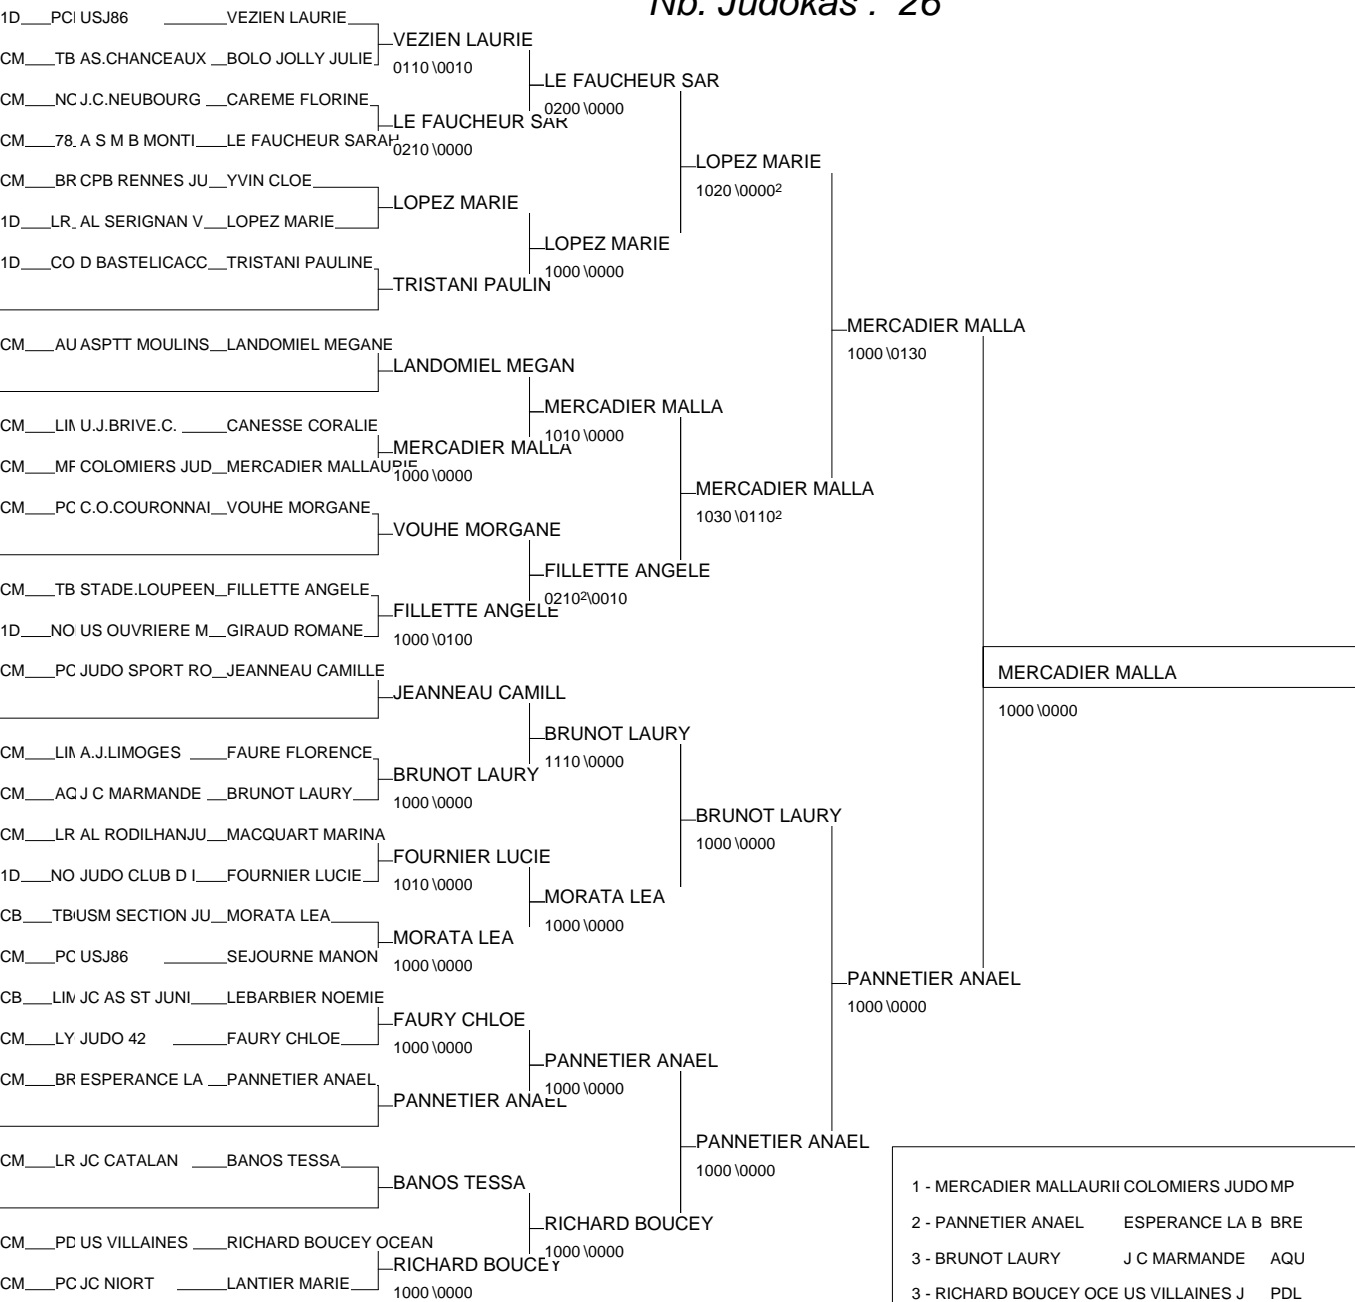 Nb. Judokas : 26
1D PC USJ86 VEZIEN LAURIE
CM TB AS.CHANCEAUX BOLO JOLLY JULIE
CM NO J.C.NEUBOURG CAREME FLORINE
CM 78 A S M B MONTI LE FAUCHEUR SARAH
CM BR CPB RENNES JU YVIN CLOE
1D LR AL SERIGNAN V LOPEZ MARIE
1D CO D BASTELICACC TRISTANI PAULINE
CM AU ASPTT MOULINS LANDOMIEL MEGANE
CM LIM U.J.BRIVE.C. CANESSE CORALIE
CM MP COLOMIERS JUD MERCADIER MALLAURIE
CM PC C.O.COURONNAI VOUHE MORGANE
CM TB STADE.LOUPEEN FILLETTE ANGELE
1D NO US OUVRIERE M GIRAUD ROMANE
CM PC JUDO SPORT RO JEANNEAU CAMILLE
CM LIM A.J.LIMOGES FAURE FLORENCE
CM AQ J C MARMANDE BRUNOT LAURY
CM LR AL RODILHANJU MACQUART MARINA
1D NO JUDO CLUB D I FOURNIER LUCIE
CB TB USM SECTION JU MORATA LEA
CM PC USJ86 SEJOURNE MANON
CB LIM JC AS ST JUNI LEBARBIER NOEMIE
CM LY JUDO 42 FAURY CHLOE
CM BR ESPERANCE LA PANNETIER ANAEL
CM LR JC CATALAN BANOS TESSA
CM PD US VILLAINES RICHARD BOUCEY OCEAN
CM PC JC NIORT LANTIER MARIE
VEZIEN LAURIE
0110 \0010
LE FAUCHEUR SAR
0210 \0000
LOPEZ MARIE
TRISTANI PAULIN
LANDOMIEL MEGAN
MERCADIER MALLA
1000 \0000
VOUHE MORGANE
FILLETTE ANGELE
1000 \0100
JEANNEAU CAMILL
BRUNOT LAURY
1000 \0000
FOURNIER LUCIE
1010 \0000
MORATA LEA
1000 \0000
FAURY CHLOE
1000 \0000
PANNETIER ANAEL
BANOS TESSA
RICHARD BOUCEY
1000 \0000
LE FAUCHEUR SAR
0200 \0000
LOPEZ MARIE
1000 \0000
MERCADIER MALLA
1010 \0000
FILLETTE ANGELE
0210²\0010
BRUNOT LAURY
1110 \0000
MORATA LEA
1000 \0000
PANNETIER ANAEL
1000 \0000
RICHARD BOUCEY
1000 \0000
LOPEZ MARIE
1020 \0000²
MERCADIER MALLA
1030 \0110²
BRUNOT LAURY
1000 \0000
PANNETIER ANAEL
1000 \0000
MERCADIER MALLA
1000 \0130
PANNETIER ANAEL
1000 \0000
MERCADIER MALLA
1000 \0000
1 - MERCADIER MALLAURII COLOMIERS JUDO MP
2 - PANNETIER ANAEL ESPERANCE LA B BRE
3 - BRUNOT LAURY J C MARMANDE AQU
3 - RICHARD BOUCEY OCE US VILLAINES J PDL